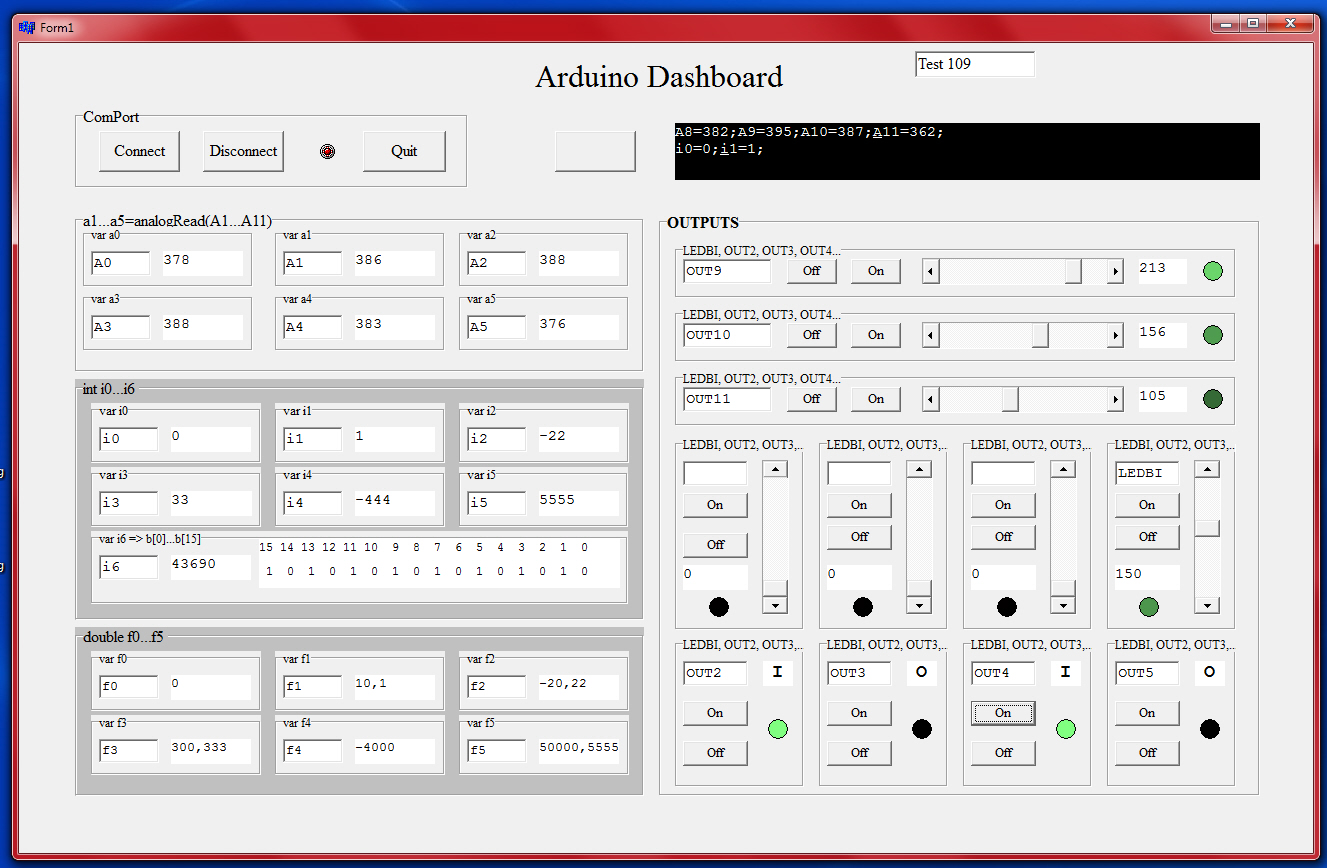 Form1
Arduino Dashboard
Test 109
ComPort
Connect Disconnect Quit
A8=382;A9=395;A10=387;A11=362;
i0=0;i1=1;
a1...a5=analogRead(A1...A11)
var a0 var a1 var a2
A0 378 A1 386 A2 388
var a3 var a4 var a5
A3 388 A4 383 A5 376
int i0...i6
var i0 var i1 var i2
i0 0 i1 1 i2 -22
var i3 var i4 var i5
i3 33 i4 -444 i5 5555
var i6 => b[0]...b[15]
15 14 13 12 11 10 9 8 7 6 5 4 3 2 1 0
i6 43690
1 0 1 0 1 0 1 0 1 0 1 0 1 0 1 0
double f0...f5
var f0 var f1 var f2
f0 0 f1 10,1 f2 -20,22
var f3 var f4 var f5
f3 300,333 f4 -4000 f5 50000,5555
OUTPUTS
LEDBI, OUT2, OUT3, OUT4...
OUT9 Off On 213
LEDBI, OUT2, OUT3, OUT4...
OUT10 Off On 156
LEDBI, OUT2, OUT3, OUT4...
OUT11 Off On 105
LEDBI, OUT2, OUT3,.. LEDBI, OUT2, OUT3,.. LEDBI, OUT2, OUT3,.. LEDBI, OUT2, OUT3,..
LEDBI
On On On On
Off Off Off Off
0 0 0 150
LEDBI, OUT2, OUT3,.. LEDBI, OUT2, OUT3,.. LEDBI, OUT2, OUT3,.. LEDBI, OUT2, OUT3,..
OUT2 I OUT3 O OUT4 I OUT5 O
On On On On
Off Off Off Off